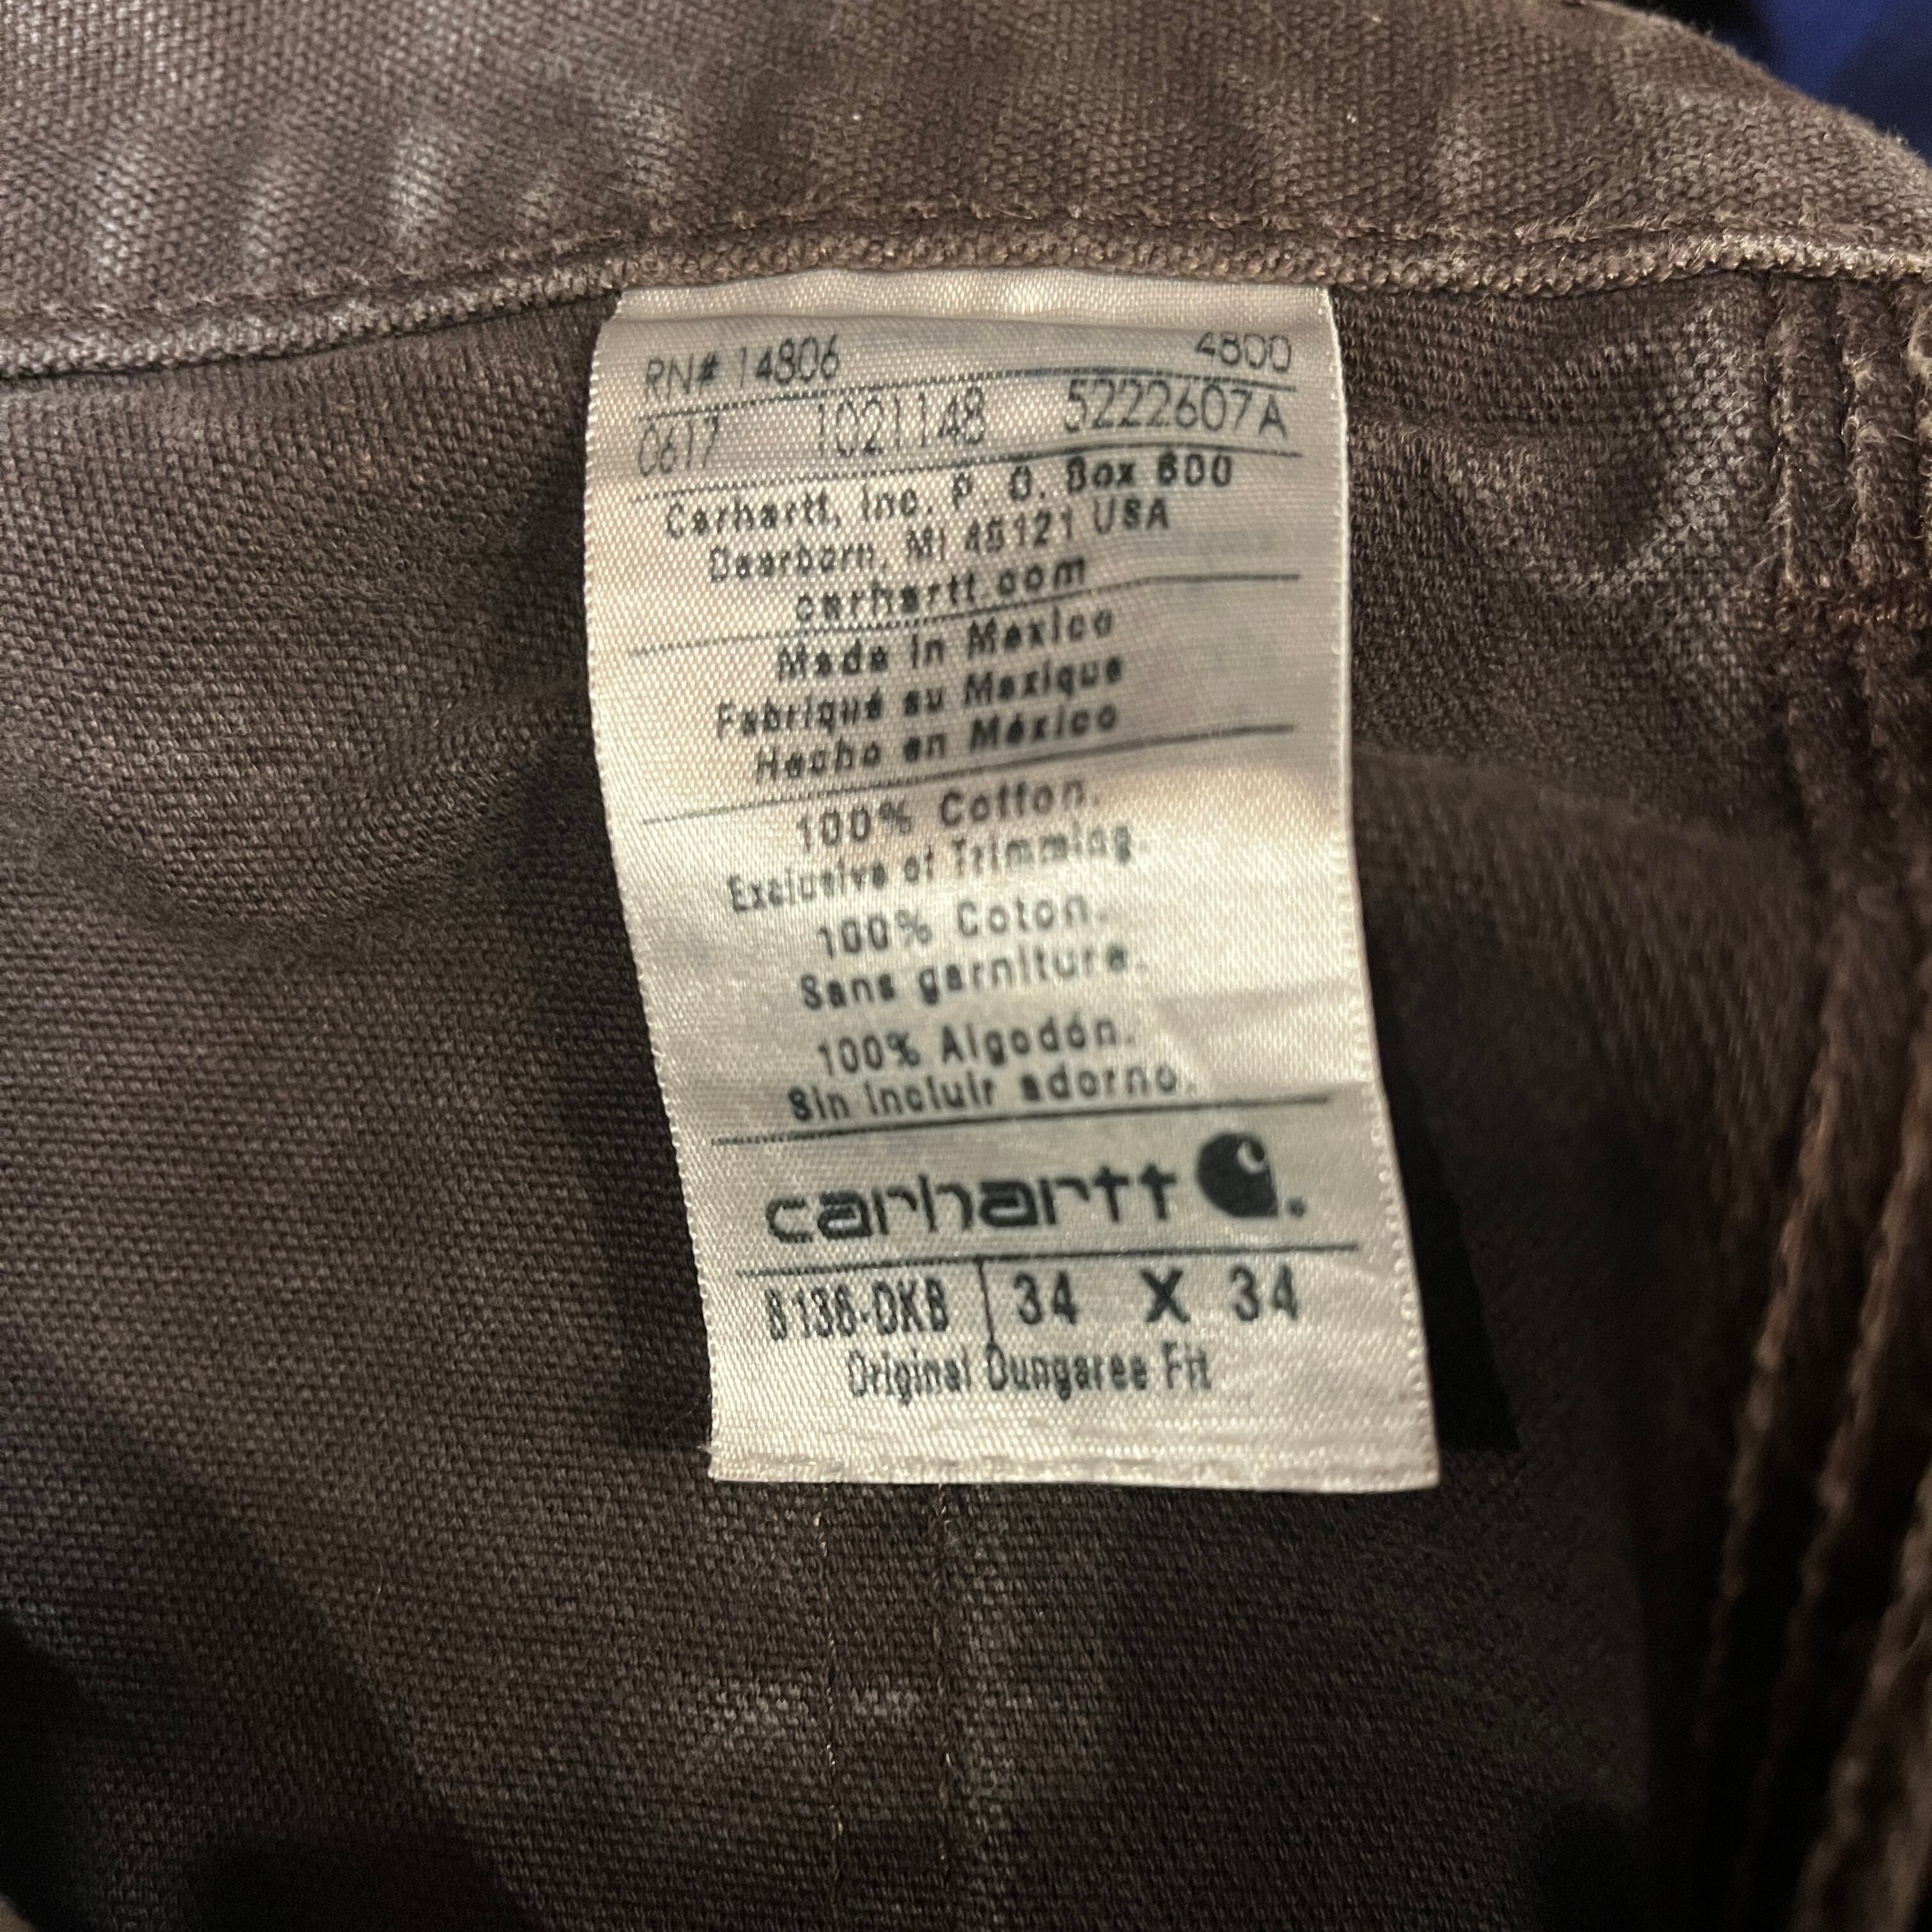 RN# 14806 4800
0617 1021148 5222607A
Carhartt, Inc. P. O. Box 600
Dearborn, MI 48121 USA
carhartt.com
Made in Mexico
Fabriqué au Mexique
Hecho en México
100% Cotton.
Exclusive of Trimming.
100% Coton.
Sans garniture.
100% Algodón.
Sin incluir adorno.
carhartt
B136-DKB 34 X 34
Original Dungaree Fit